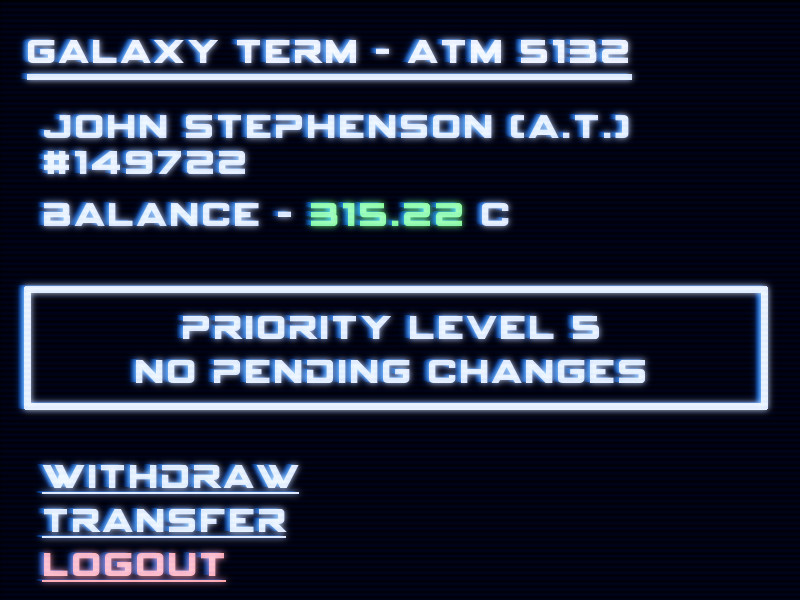 GALAXY TERM - ATM 5132
JOHN STEPHENSON (A.T.)
#149722
BALANCE - 315.22 C
PRIORITY LEVEL 5
NO PENDING CHANGES
WITHDRAW
TRANSFER
LOGOUT